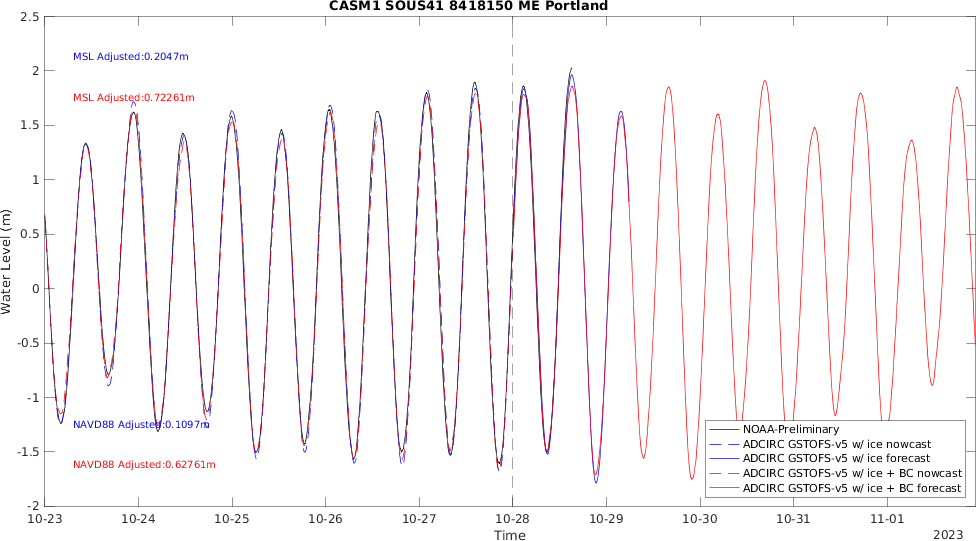 CASM1 SOUS41 8418150 ME Portland
2.5
2
1.5
1
0.5
0
-0.5
-1
-1.5
-2
Water Level (m)
MSL Adjusted:0.2047m
MSL Adjusted:0.72261m
NAVD88 Adjusted:0.1097m
NAVD88 Adjusted:0.62761m
NOAA-Preliminary
ADCIRC GSTOFS-v5 w/ ice nowcast
ADCIRC GSTOFS-v5 w/ ice forecast
ADCIRC GSTOFS-v5 w/ ice + BC nowcast
ADCIRC GSTOFS-v5 w/ ice + BC forecast
10-23 10-24 10-25 10-26 10-27 10-28 10-29 10-30 10-31 11-01
Time
2023